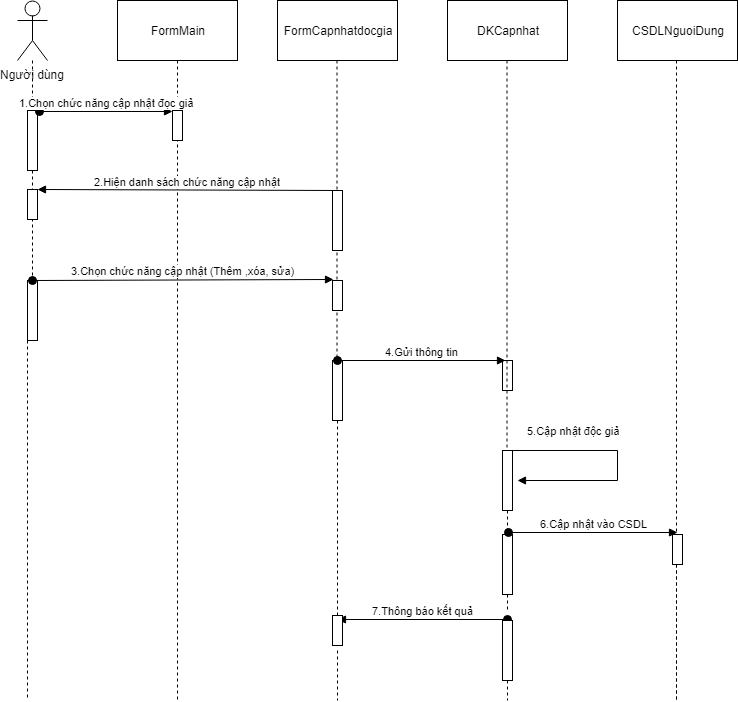 FormMain
FormCapnhatdocgia
DKCapnhat
CSDLNguoiDung
Người dùng
1.Chọn chức năng cập nhật đọc giả
2.Hiện danh sách chức năng cập nhật
3.Chọn chức năng cập nhật (Thêm ,xóa, sửa)
4.Gửi thông tin
5.Cập nhật độc giả
6.Cập nhật vào CSDL
7.Thông báo kết quả